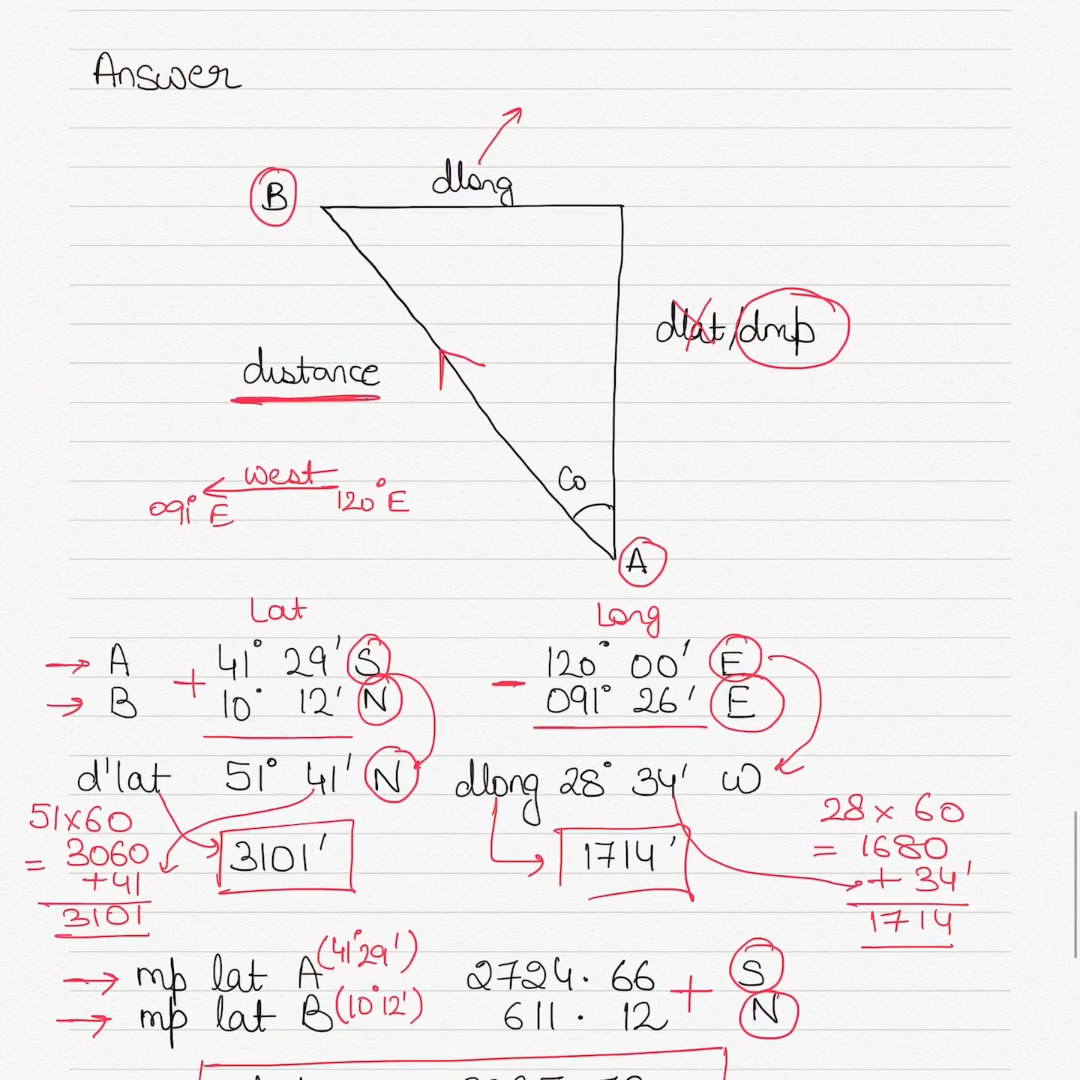 Answer
dlong
B
dlat/dmp
distance
west
091° E 120° E
Co
A
Lat Long
→ A + 41° 29' S - 120° 00' E
→ B 10° 12' N 091° 26' E
d'lat 51° 41' N dlong 28° 34' W
51x60 28 x 60
= 3060 3101' 1714' = 1680
+41 + 34'
3101 1714
→ mp lat A (41°29') 2724.66 + S
→ mp lat B (10°12') 611.12 N